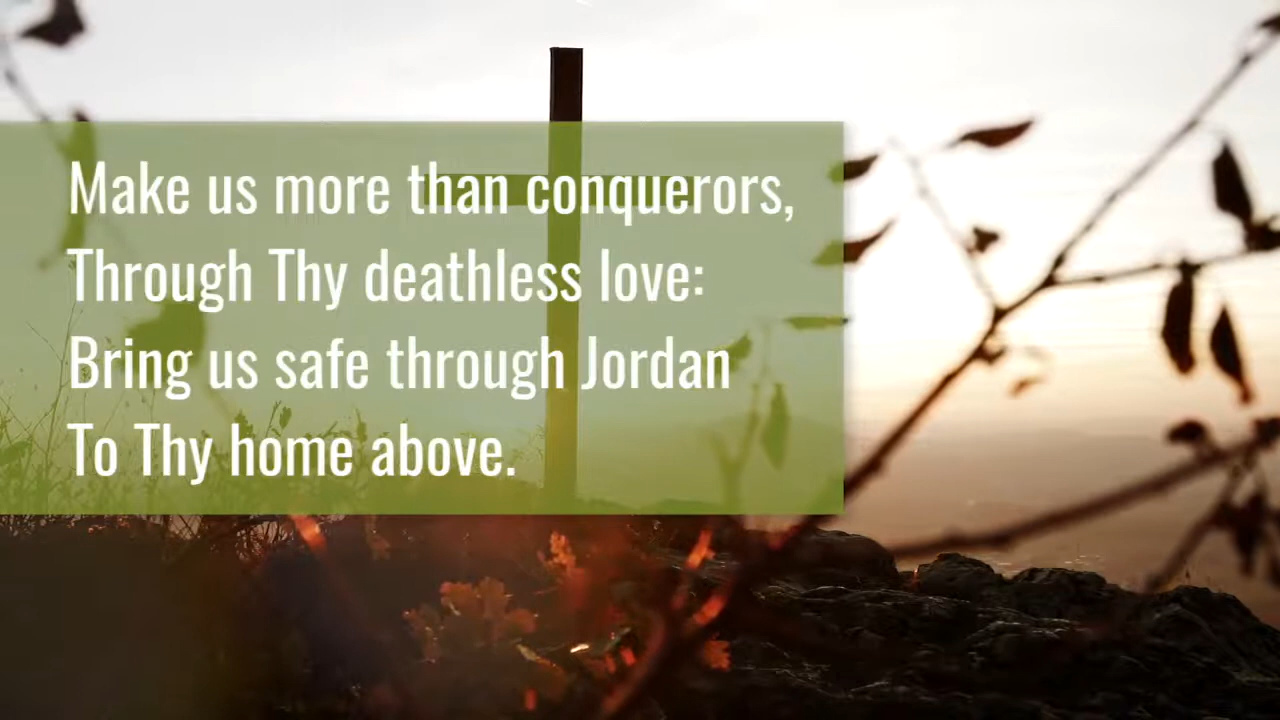 Make us more than conquerors,
Through Thy deathless love:
Bring us safe through Jordan
To Thy home above.